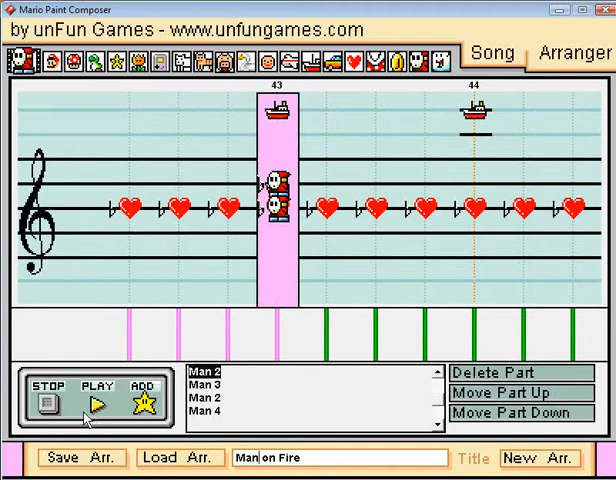 Mario Paint Composer
by unFun Games - www.unfungames.com
Song
Arranger
43
44
STOP PLAY ADD
Man 2
Man 3
Man 2
Man 4
Delete Part
Move Part Up
Move Part Down
Save Arr.
Load Arr.
Man on Fire
Title
New Arr.